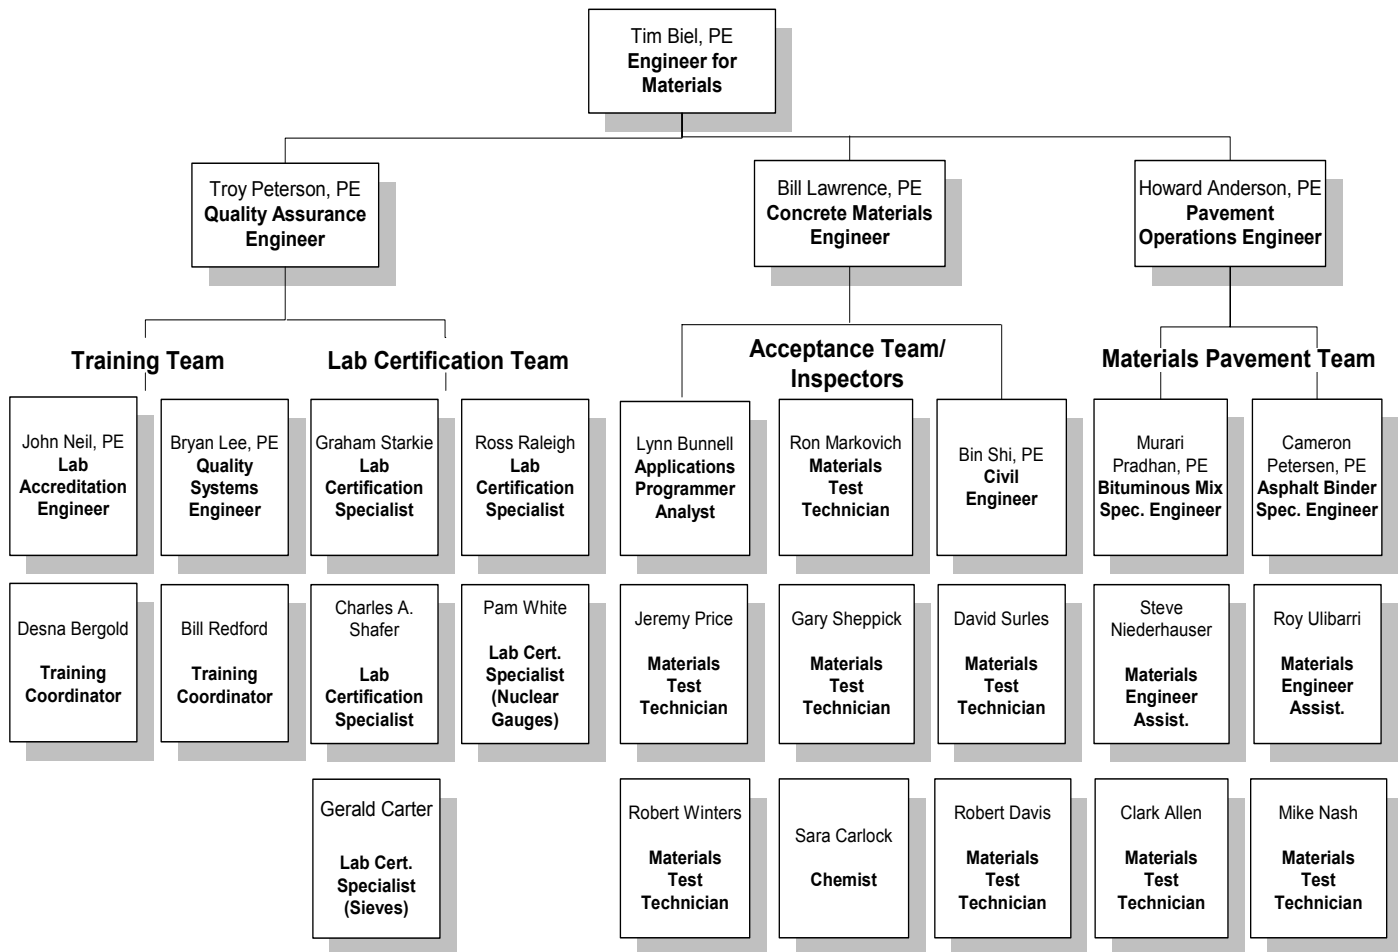 Tim Biel, PE
Engineer for
Materials
Troy Peterson, PE
Quality Assurance
Engineer
Bill Lawrence, PE
Concrete Materials
Engineer
Howard Anderson, PE
Pavement
Operations Engineer
Training Team
Lab Certification Team
Acceptance Team/
Inspectors
Materials Pavement Team
John Neil, PE
Lab
Accreditation
Engineer
Bryan Lee, PE
Quality
Systems
Engineer
Graham Starkie
Lab
Certification
Specialist
Ross Raleigh
Lab
Certification
Specialist
Lynn Bunnell
Applications
Programmer
Analyst
Ron Markovich
Materials
Test
Technician
Bin Shi, PE
Civil
Engineer
Murari
Pradhan, PE
Bituminous Mix
Spec. Engineer
Cameron
Petersen, PE
Asphalt Binder
Spec. Engineer
Desna Bergold
Training
Coordinator
Bill Redford
Training
Coordinator
Charles A.
Shafer
Lab
Certification
Specialist
Pam White
Lab Cert.
Specialist
(Nuclear
Gauges)
Jeremy Price
Materials
Test
Technician
Gary Sheppick
Materials
Test
Technician
David Surles
Materials
Test
Technician
Steve
Niederhauser
Materials
Engineer
Assist.
Roy Ulibarri
Materials
Engineer
Assist.
Gerald Carter
Lab Cert.
Specialist
(Sieves)
Robert Winters
Materials
Test
Technician
Sara Carlock
Chemist
Robert Davis
Materials
Test
Technician
Clark Allen
Materials
Test
Technician
Mike Nash
Materials
Test
Technician